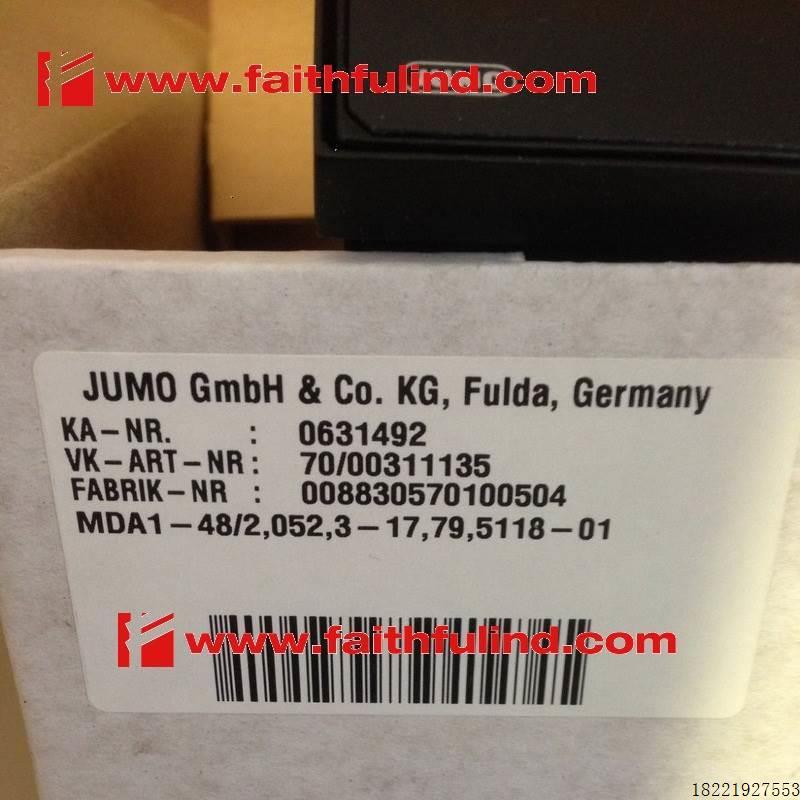 www.faithfulind.com
JUMO
JUMO GmbH & Co. KG, Fulda, Germany
KA-NR. : 0631492
VK-ART-NR : 70/00311135
FABRIK-NR : 008830570100504
MDA1-48/2,052,3-17,79,5118-01
www.faithfulind.com
18221927553